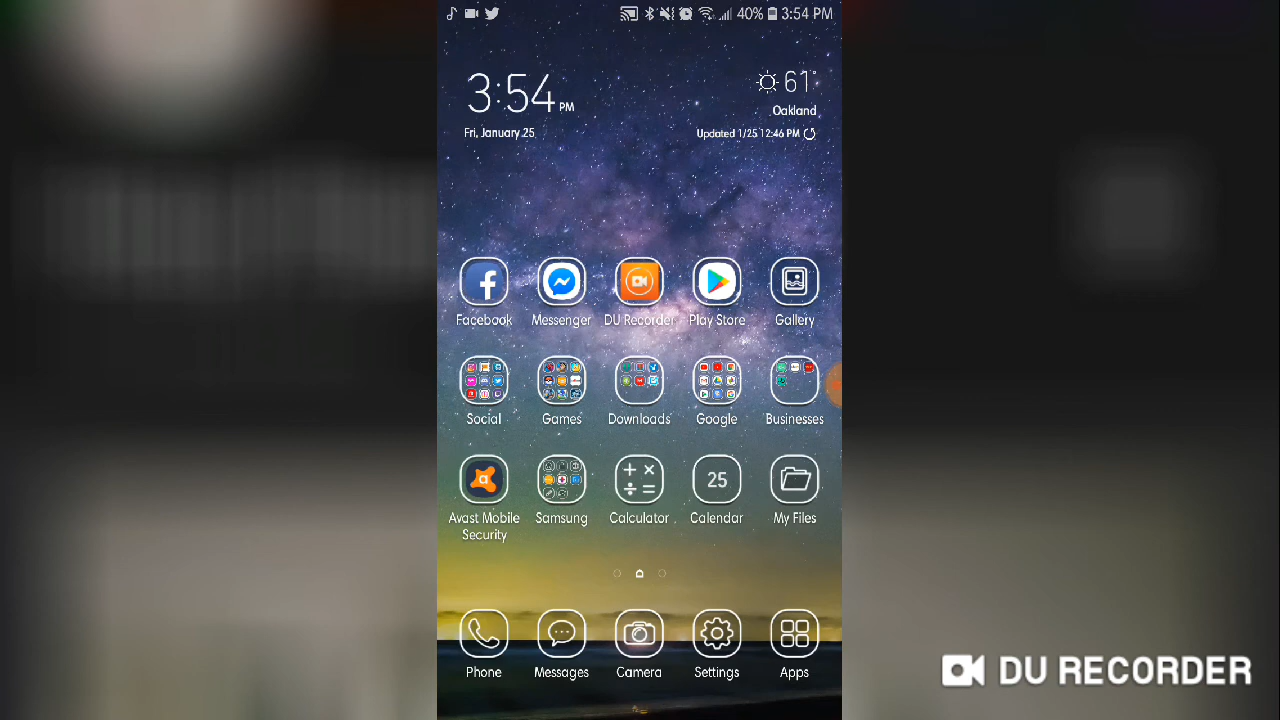 40% 3:54 PM
3:54 PM
61°
Oakland
Fri, January 25
Updated 1/25 12:46 PM
Facebook
Messenger
DU Recorder
Play Store
Gallery
Social
Games
Downloads
Google
Businesses
25
Avast Mobile
Security
Samsung
Calculator
Calendar
My Files
Phone
Messages
Camera
Settings
Apps
DU RECORDER